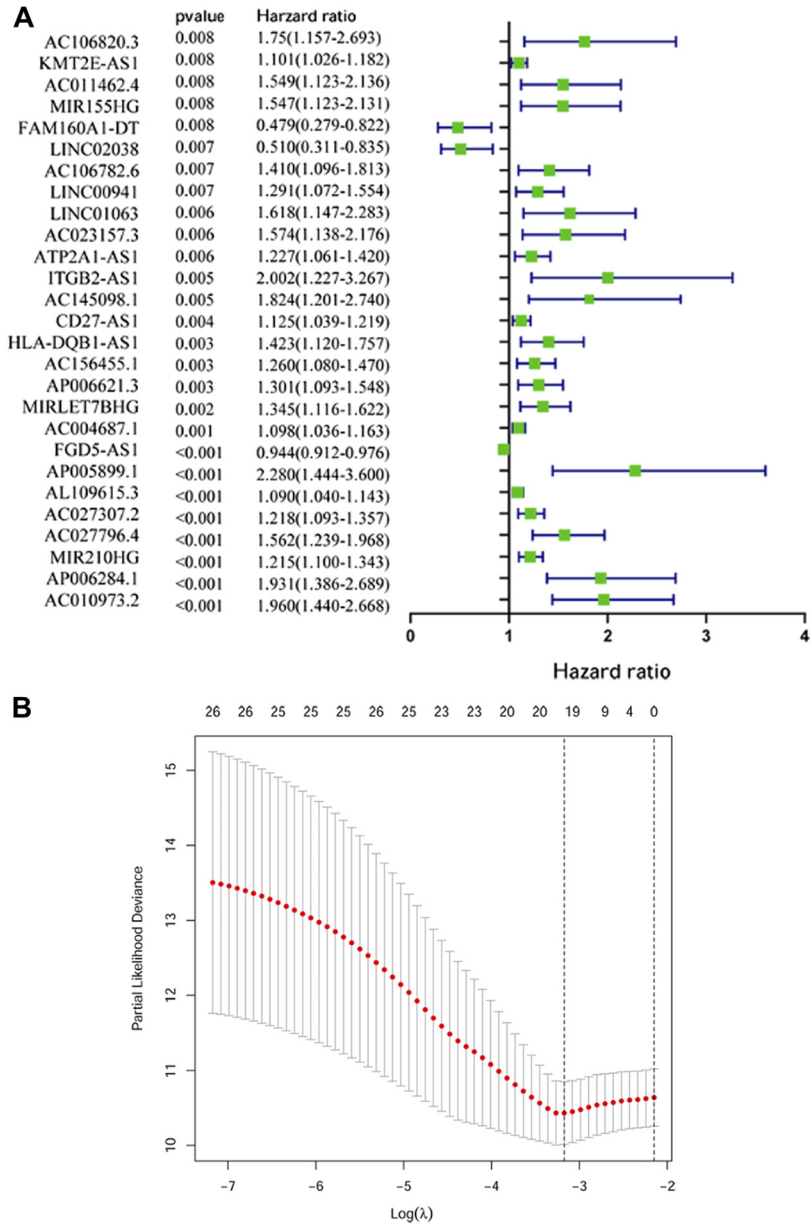 A
pvalue Harzard ratio
AC106820.3 0.008 1.75(1.157-2.693)
KMT2E-AS1 0.008 1.101(1.026-1.182)
AC011462.4 0.008 1.549(1.123-2.136)
MIR155HG 0.008 1.547(1.123-2.131)
FAM160A1-DT 0.008 0.479(0.279-0.822)
LINC02038 0.007 0.510(0.311-0.835)
AC106782.6 0.007 1.410(1.096-1.813)
LINC00941 0.007 1.291(1.072-1.554)
LINC01063 0.006 1.618(1.147-2.283)
AC023157.3 0.006 1.574(1.138-2.176)
ATP2A1-AS1 0.006 1.227(1.061-1.420)
ITGB2-AS1 0.005 2.002(1.227-3.267)
AC145098.1 0.005 1.824(1.201-2.740)
CD27-AS1 0.004 1.125(1.039-1.219)
HLA-DQB1-AS1 0.003 1.423(1.120-1.757)
AC156455.1 0.003 1.260(1.080-1.470)
AP006621.3 0.003 1.301(1.093-1.548)
MIRLET7BHG 0.002 1.345(1.116-1.622)
AC004687.1 0.001 1.098(1.036-1.163)
FGD5-AS1 <0.001 0.944(0.912-0.976)
AP005899.1 <0.001 2.280(1.444-3.600)
AL109615.3 <0.001 1.090(1.040-1.143)
AC027307.2 <0.001 1.218(1.093-1.357)
AC027796.4 <0.001 1.562(1.239-1.968)
MIR210HG <0.001 1.215(1.100-1.343)
AP006284.1 <0.001 1.931(1.386-2.689)
AC010973.2 <0.001 1.960(1.440-2.668)
0 1 2 3 4
Hazard ratio
B
26 26 25 25 25 26 25 23 23 20 20 19 9 4 0
15
14
13
12
11
10
Partial Likelihood Deviance
−7 −6 −5 −4 −3 −2
Log(λ)